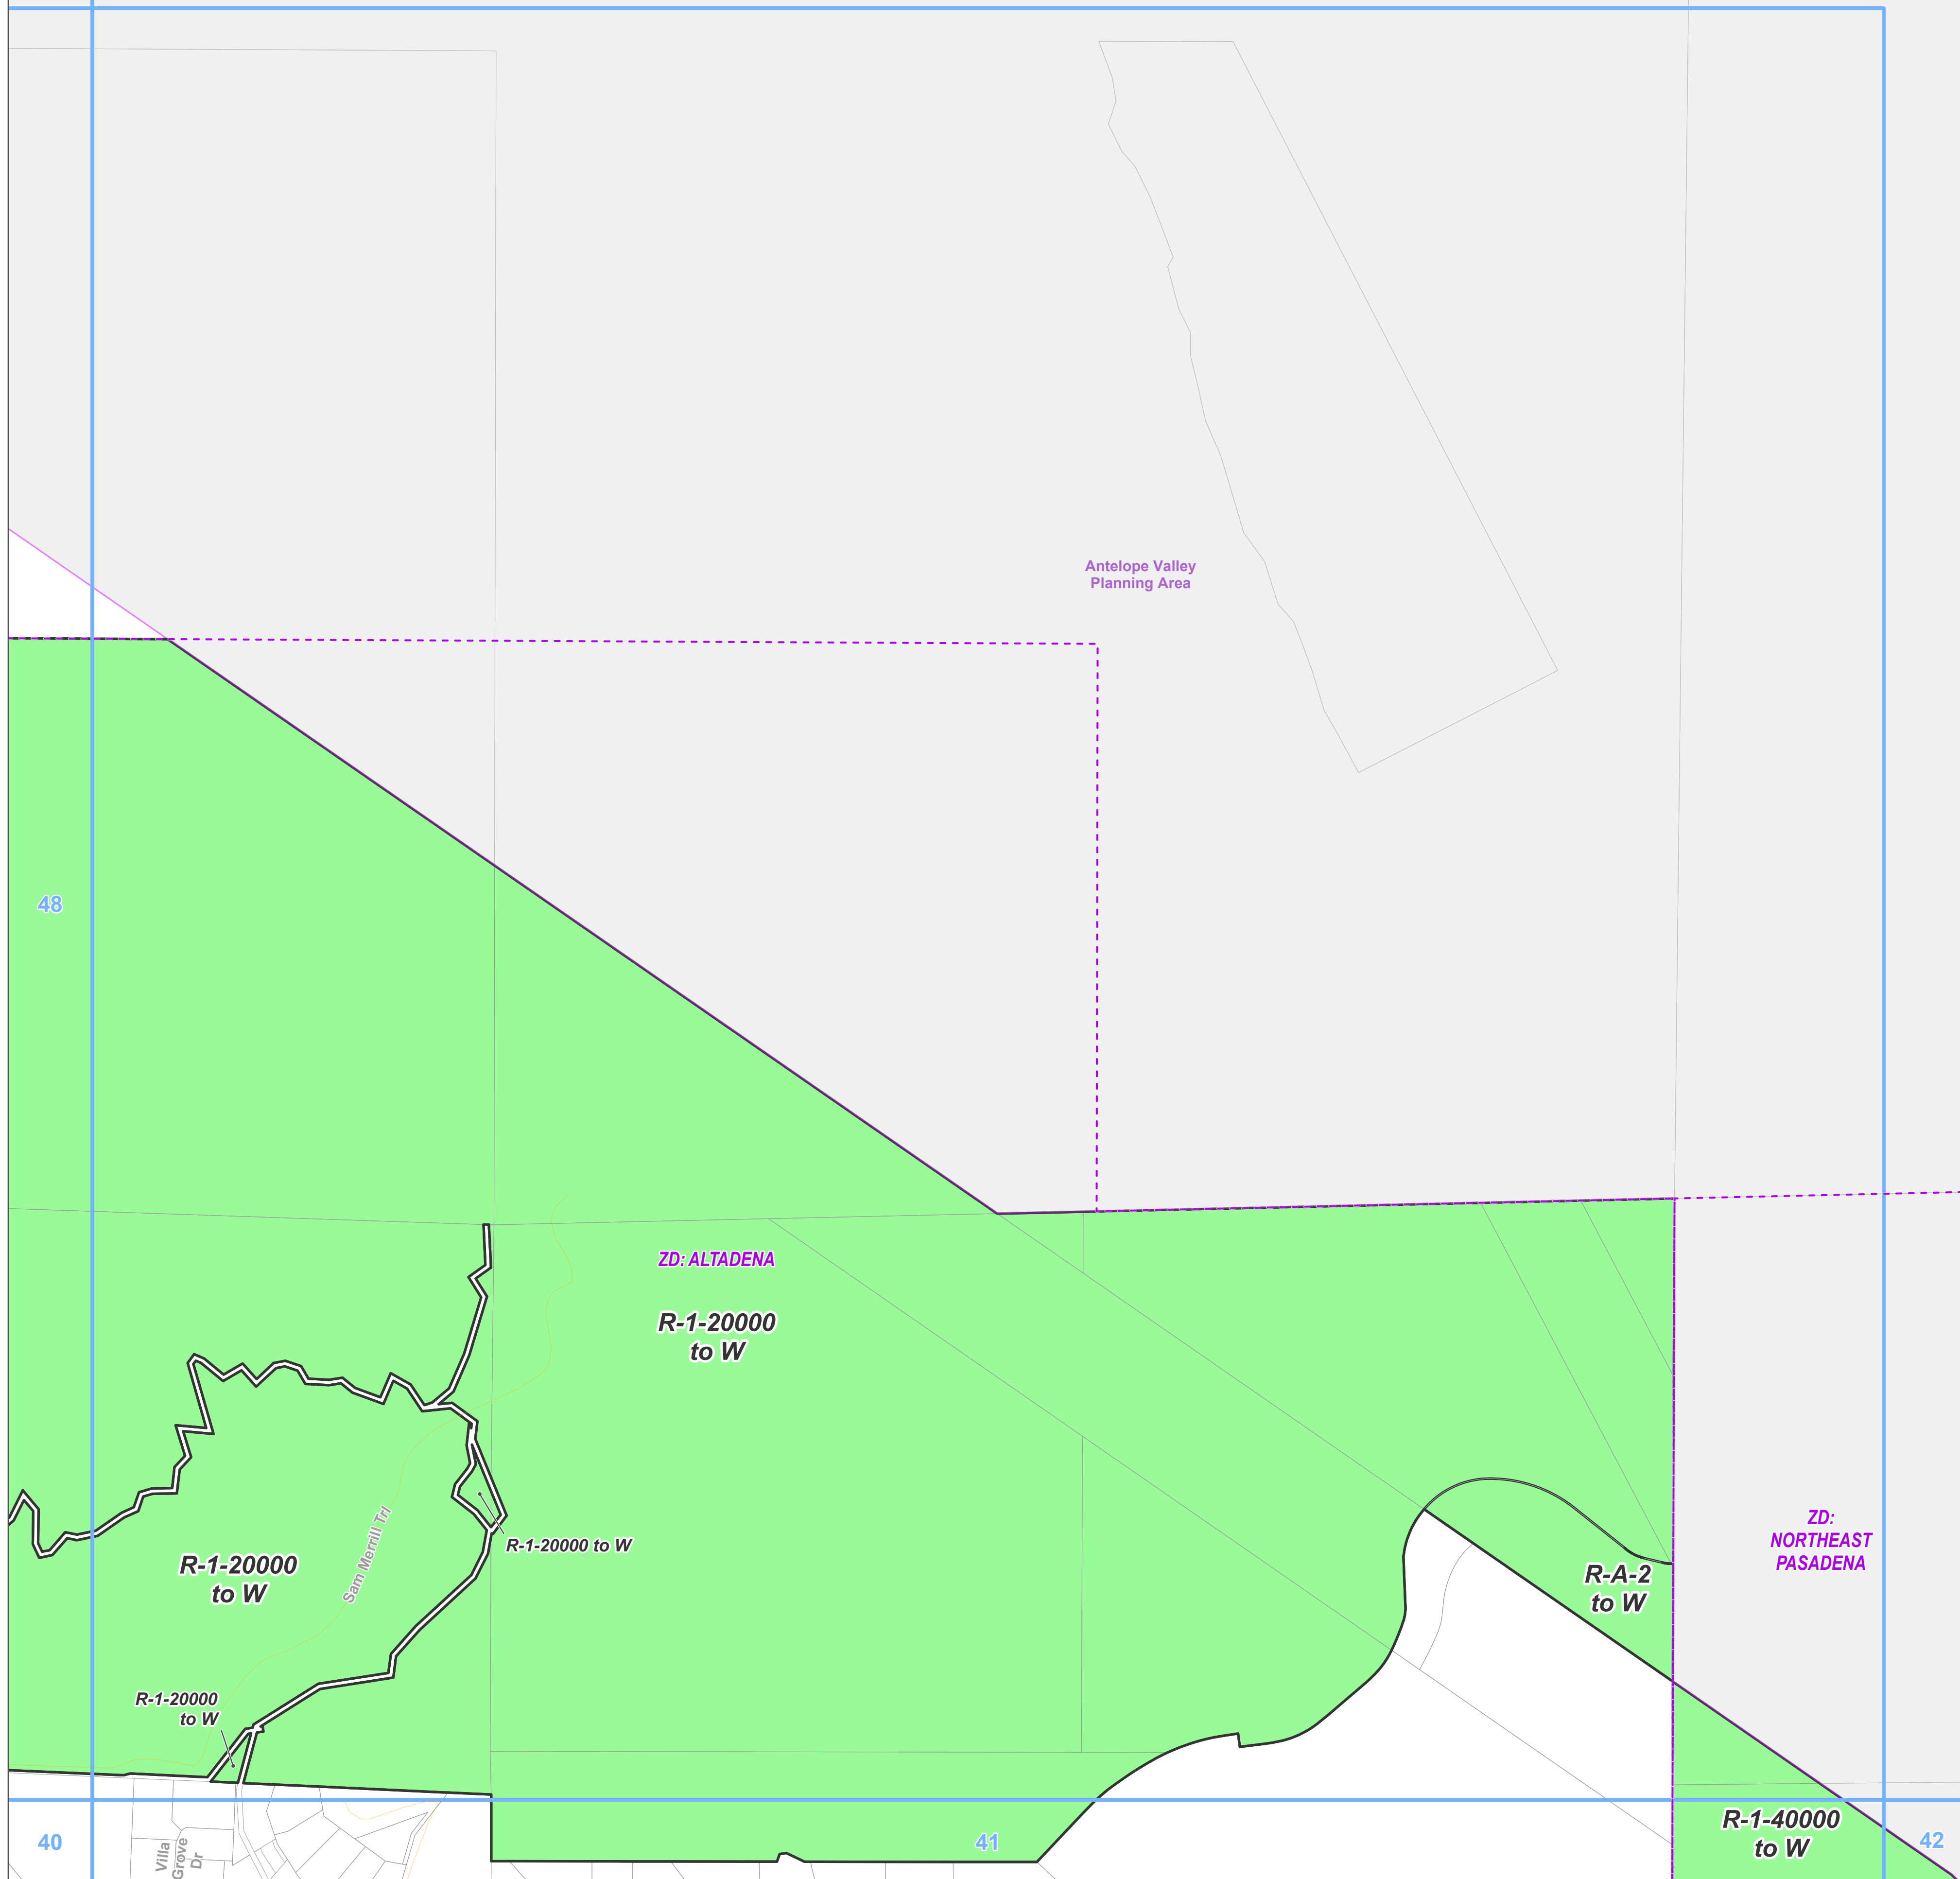 Antelope Valley
Planning Area
48
ZD: ALTADENA
R-1-20000
to W
ZD:
NORTHEAST
PASADENA
R-1-20000 to W
R-1-20000
to W
Sam Merrill Trl
R-A-2
to W
R-1-20000
to W
R-1-40000
to W
40
Villa
Grove
Dr
41
42